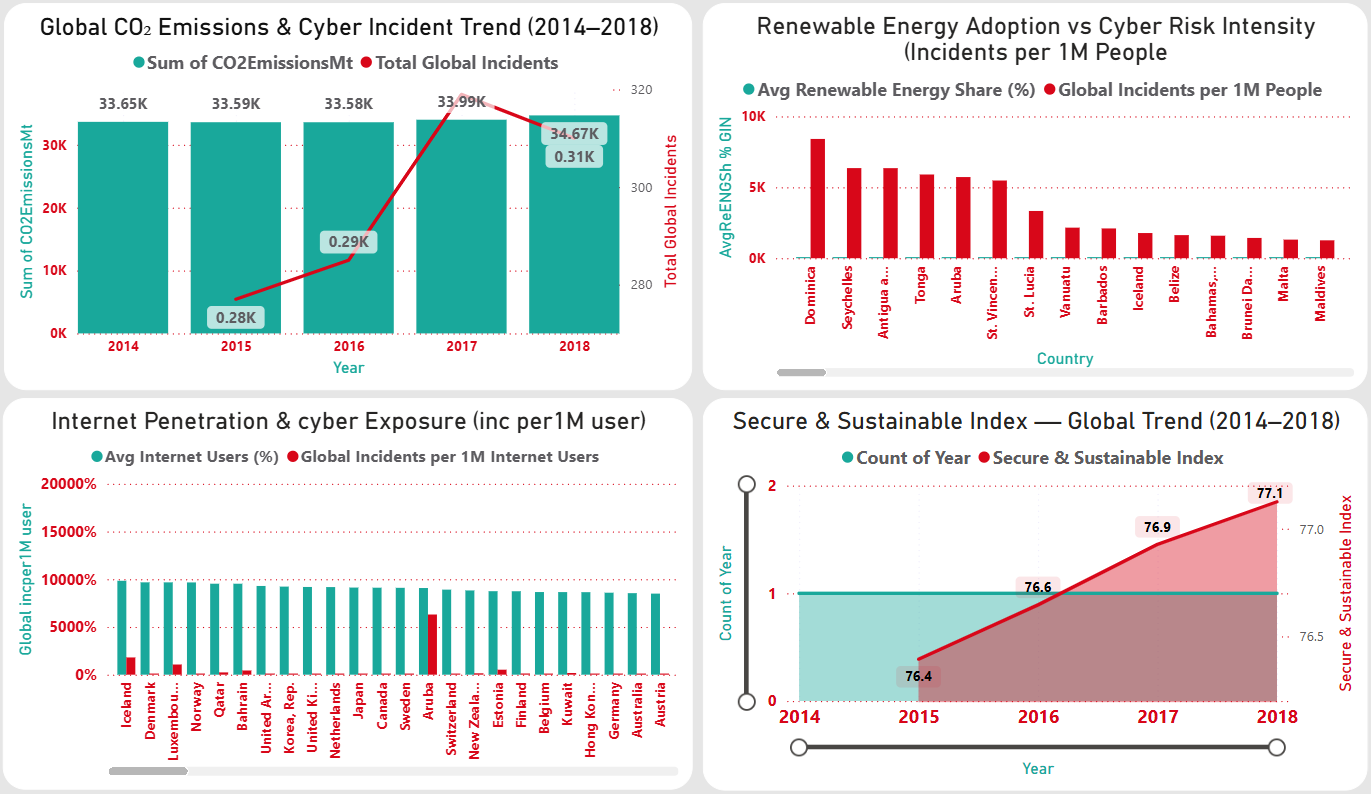 Global CO₂ Emissions & Cyber Incident Trend (2014–2018)
Sum of CO2EmissionsMt Total Global Incidents
33.65K 33.59K 33.58K 33.99K 34.67K
0.28K 0.29K 0.31K
30K
20K
10K
0K
320
300
280
Sum of CO2EmissionsMt
Total Global Incidents
2014 2015 2016 2017 2018
Year
Renewable Energy Adoption vs Cyber Risk Intensity
(Incidents per 1M People
Avg Renewable Energy Share (%) Global Incidents per 1M People
AvgReENGSh % GIN
10K
5K
0K
Dominica
Seychelles
Antigua a...
Tonga
Aruba
St. Vincen...
St. Lucia
Vanuatu
Barbados
Iceland
Belize
Bahamas,...
Brunei Da...
Malta
Maldives
Country
Internet Penetration & cyber Exposure (inc per1M user)
Avg Internet Users (%) Global Incidents per 1M Internet Users
Global incper1M user
20000%
15000%
10000%
5000%
0%
Iceland
Denmark
Luxembou...
Norway
Qatar
Bahrain
United Ar...
Korea, Rep.
United Ki...
Netherlands
Japan
Canada
Sweden
Aruba
Switzerland
New Zeala...
Estonia
Finland
Belgium
Kuwait
Hong Kon...
Germany
Australia
Austria
Secure & Sustainable Index — Global Trend (2014–2018)
Count of Year Secure & Sustainable Index
Count of Year
2
1
0
76.4 76.6 76.9 77.1
77.0
76.5
Secure & Sustainable Index
2014 2015 2016 2017 2018
Year